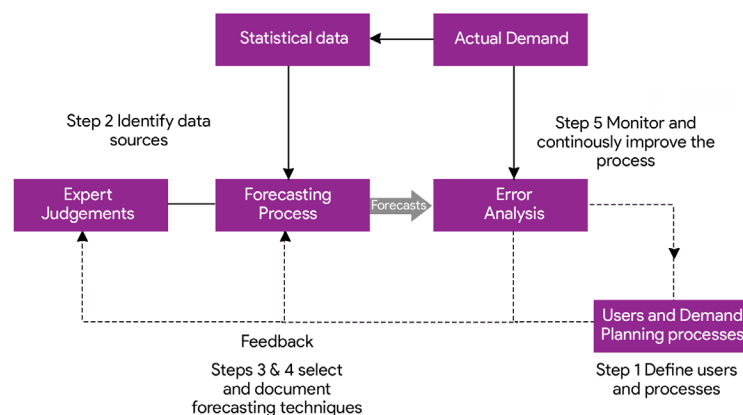 Statistical data
Actual Demand
Step 2 Identify data
sources
Step 5 Monitor and
continously improve the
process
Expert
Judgements
Forecasting
Process
Forecasts
Error
Analysis
Users and Demand
Planning processes
Feedback
Steps 3 & 4 select
and document
forecasting techniques
Step 1 Define users
and processes